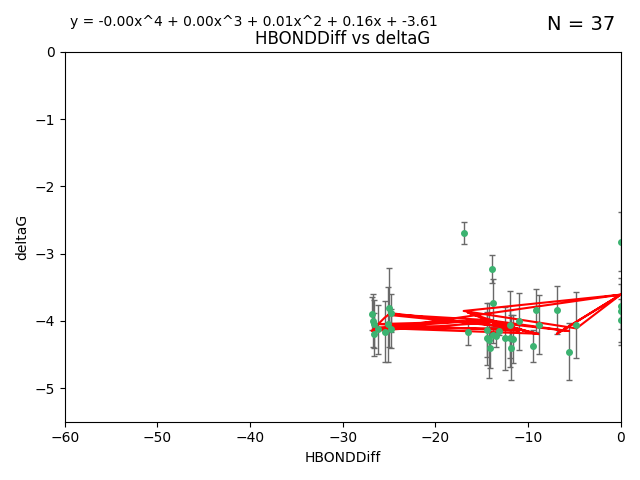 y = -0.00x^4 + 0.00x^3 + 0.01x^2 + 0.16x + -3.61
N = 37
HBONDDiff vs deltaG
0
−1
−2
−3
−4
−5
deltaG
−60 −50 −40 −30 −20 −10 0
HBONDDiff